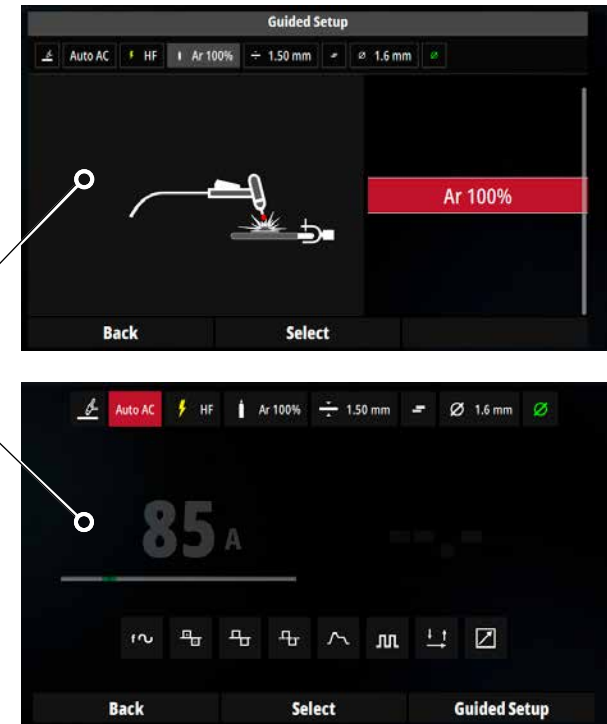 Guided Setup
Auto AC HF Ar 100% 1.50 mm ø 1.6 mm ø
Ar 100%
Back Select
Auto AC HF Ar 100% 1.50 mm Ø 1.6 mm Ø
85 A
--.-
f
Back Select Guided Setup